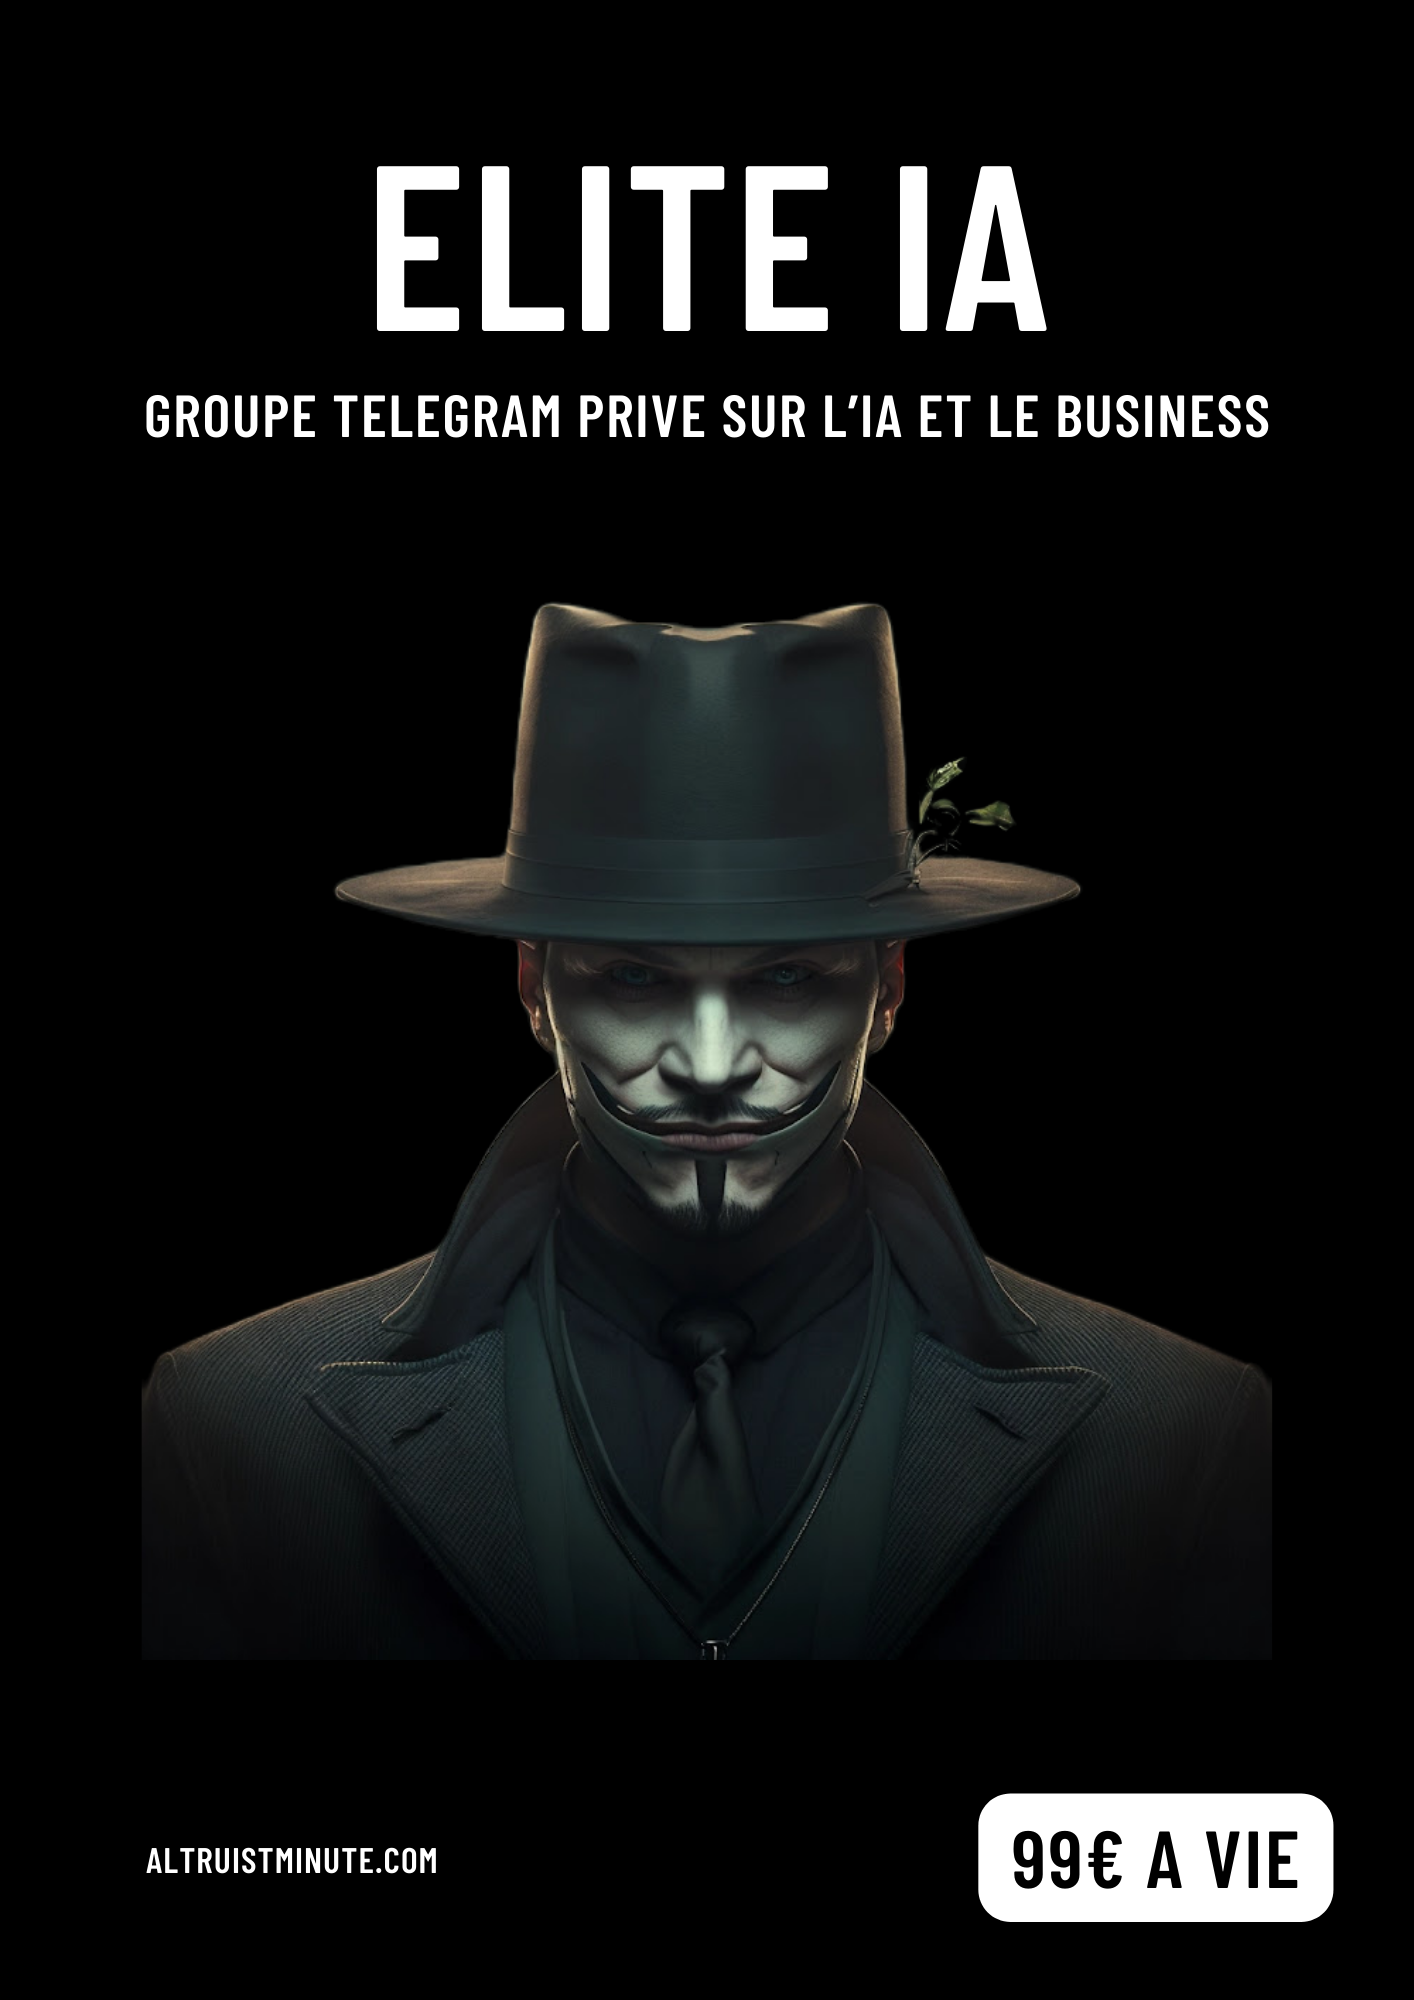 ELITE IA
GROUPE TELEGRAM PRIVE SUR L’IA ET LE BUSINESS
ALTRUISTMINUTE.COM
99€ A VIE